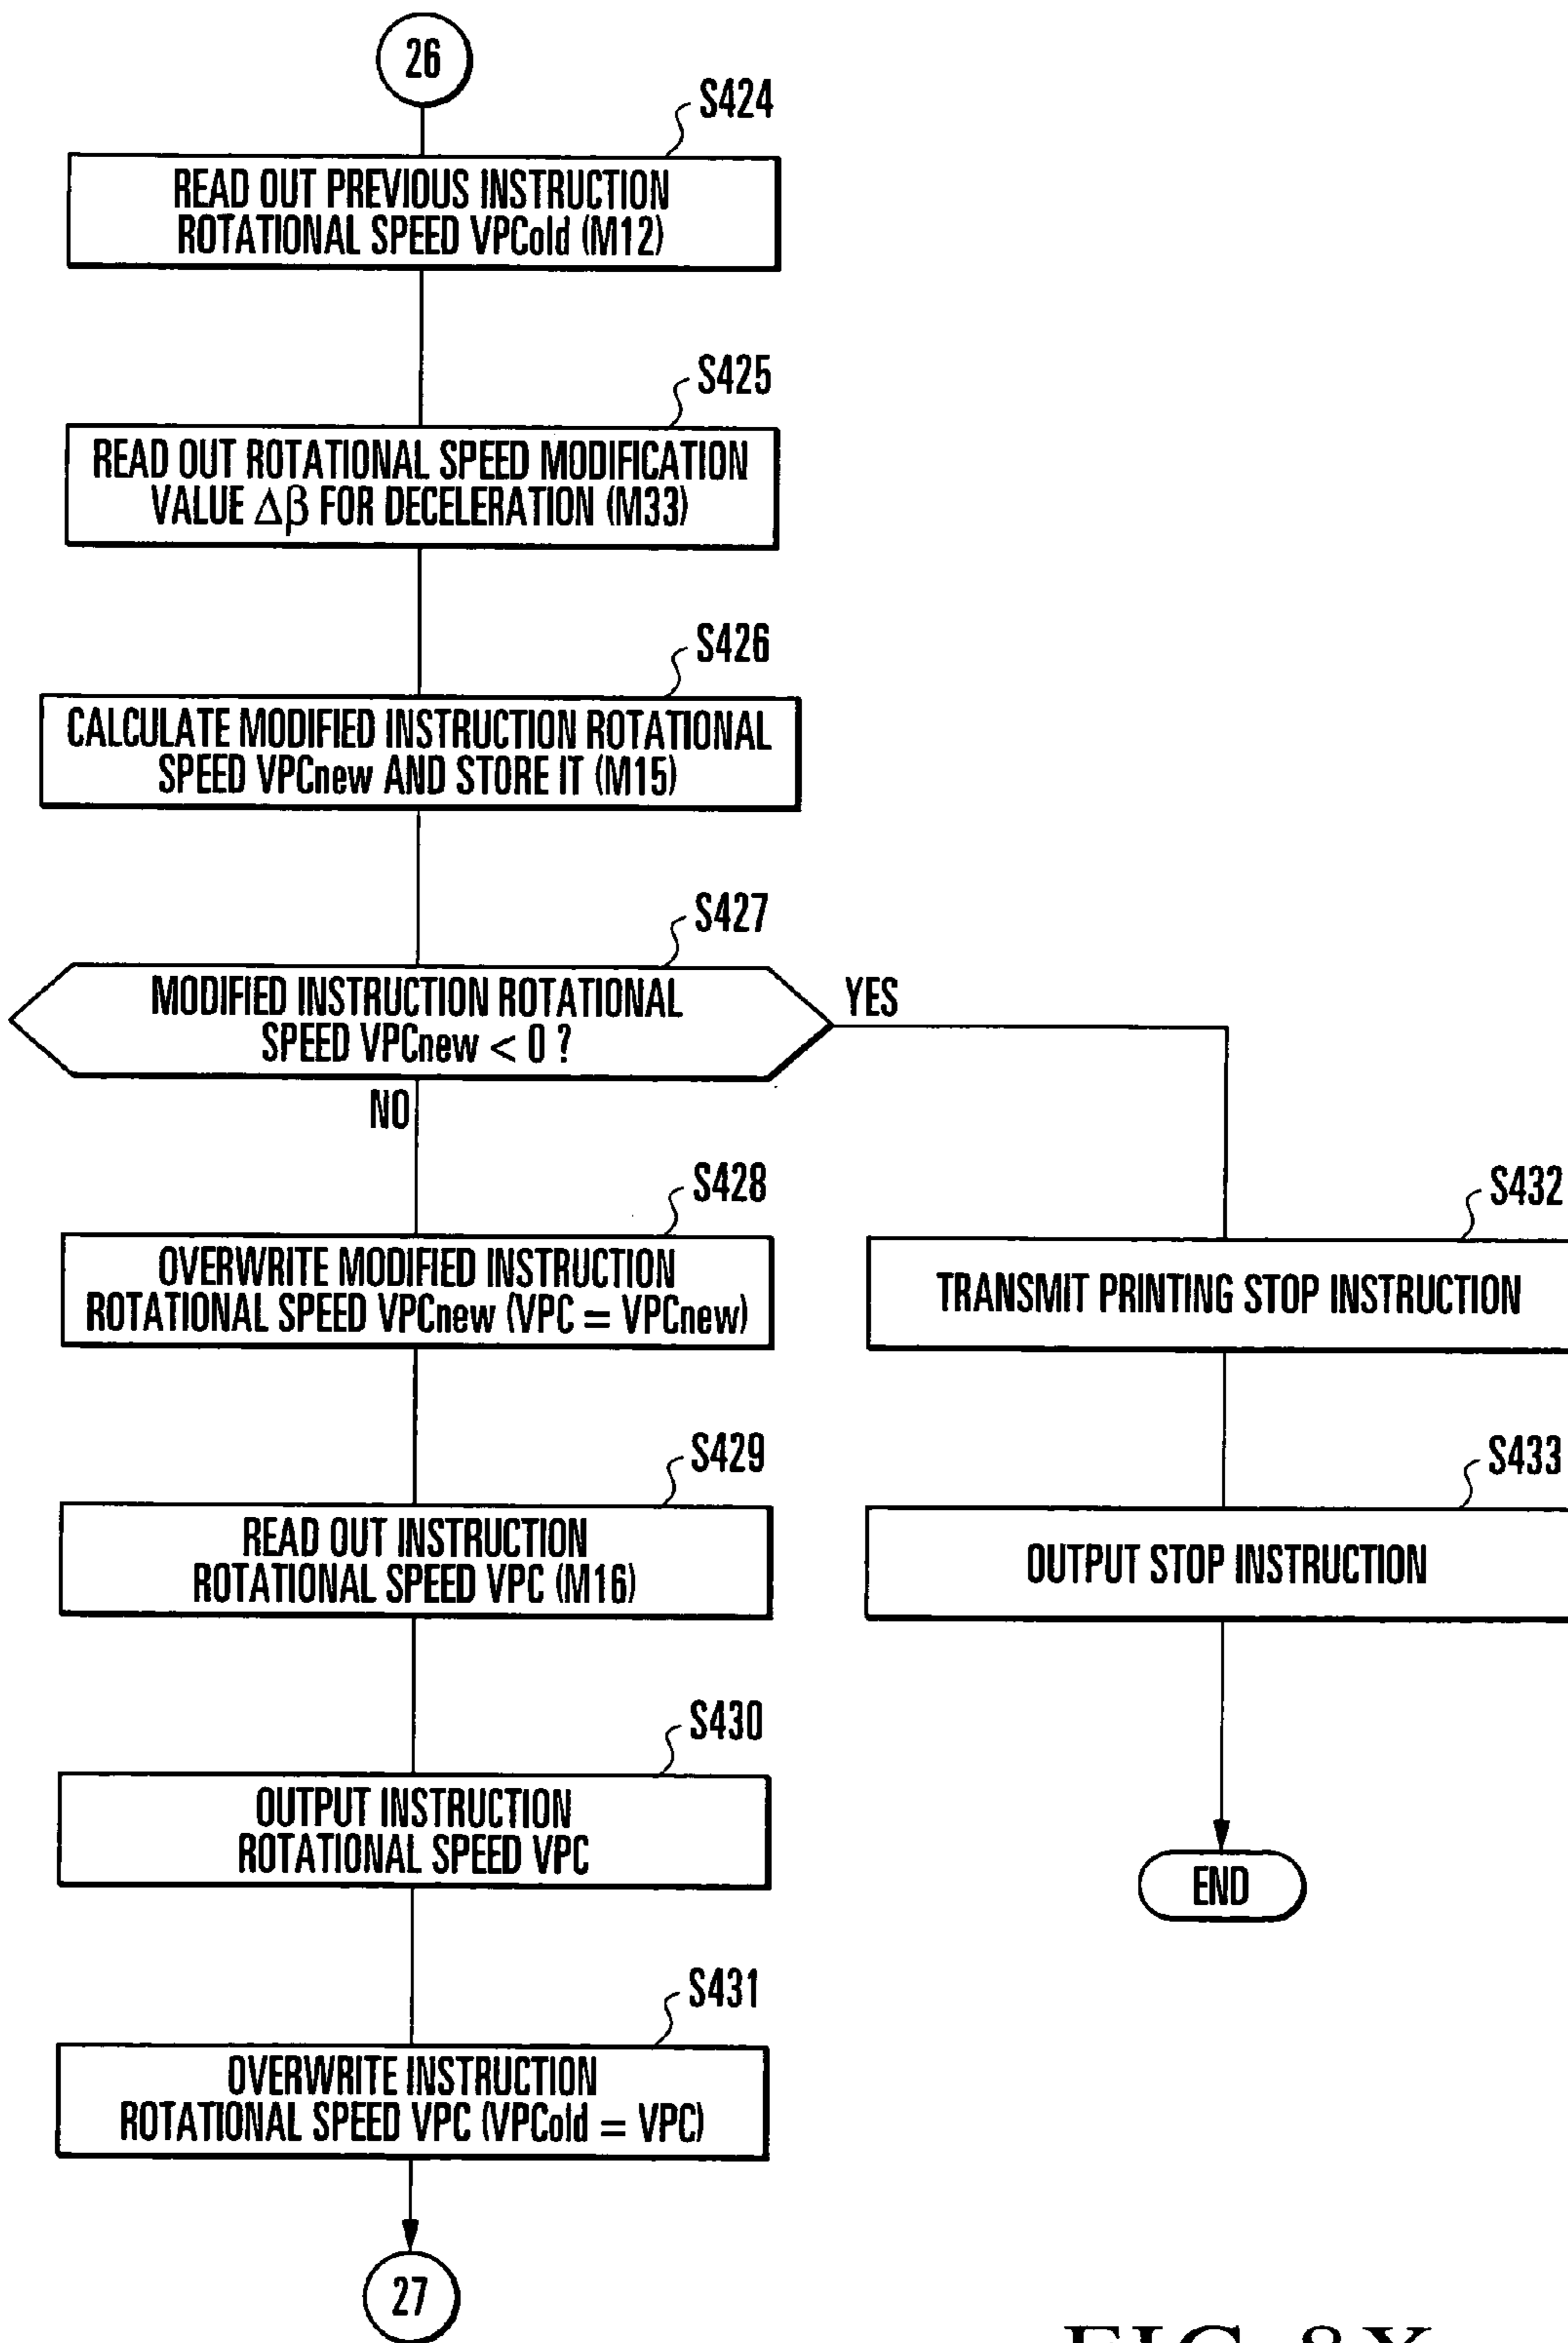 26
S424
READ OUT PREVIOUS INSTRUCTION
ROTATIONAL SPEED VPCold (M12)
S425
READ OUT ROTATIONAL SPEED MODIFICATION
VALUE Δβ FOR DECELERATION (M33)
S426
CALCULATE MODIFIED INSTRUCTION ROTATIONAL
SPEED VPCnew AND STORE IT (M15)
S427
MODIFIED INSTRUCTION ROTATIONAL
SPEED VPCnew < 0 ?
YES
NO
S428
OVERWRITE MODIFIED INSTRUCTION
ROTATIONAL SPEED VPCnew (VPC = VPCnew)
S429
READ OUT INSTRUCTION
ROTATIONAL SPEED VPC (M16)
S430
OUTPUT INSTRUCTION
ROTATIONAL SPEED VPC
S431
OVERWRITE INSTRUCTION
ROTATIONAL SPEED VPC (VPCold = VPC)
27
S432
TRANSMIT PRINTING STOP INSTRUCTION
S433
OUTPUT STOP INSTRUCTION
END